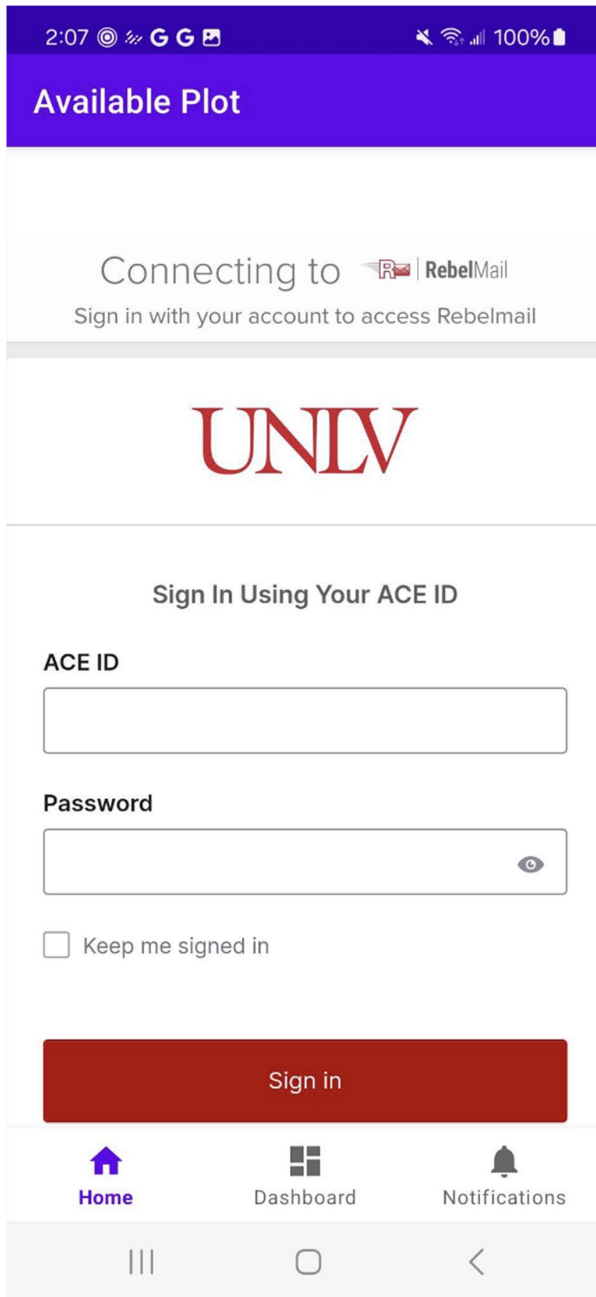 2:07 G G 100%
Available Plot
Connecting to R | RebelMail
Sign in with your account to access Rebelmail
UNLV
Sign In Using Your ACE ID
ACE ID
Password
Keep me signed in
Sign in
Home Dashboard Notifications